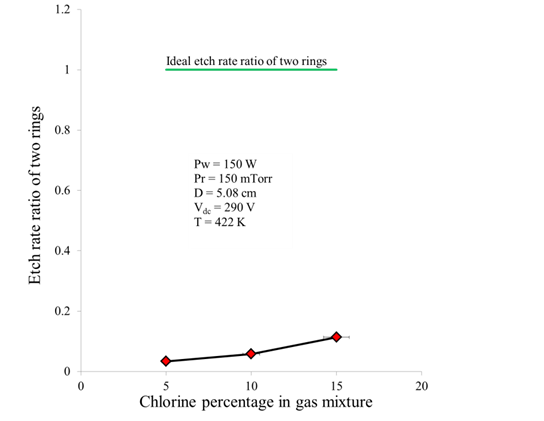 1.2
Ideal etch rate ratio of two rings
1
0.8
Etch rate ratio of two rings
Pw = 150 W
Pr = 150 mTorr
D = 5.08 cm
0.6
Vdc = 290 V
T = 422 K
0.4
0.2
0
0 5 10 15 20
Chlorine percentage in gas mixture